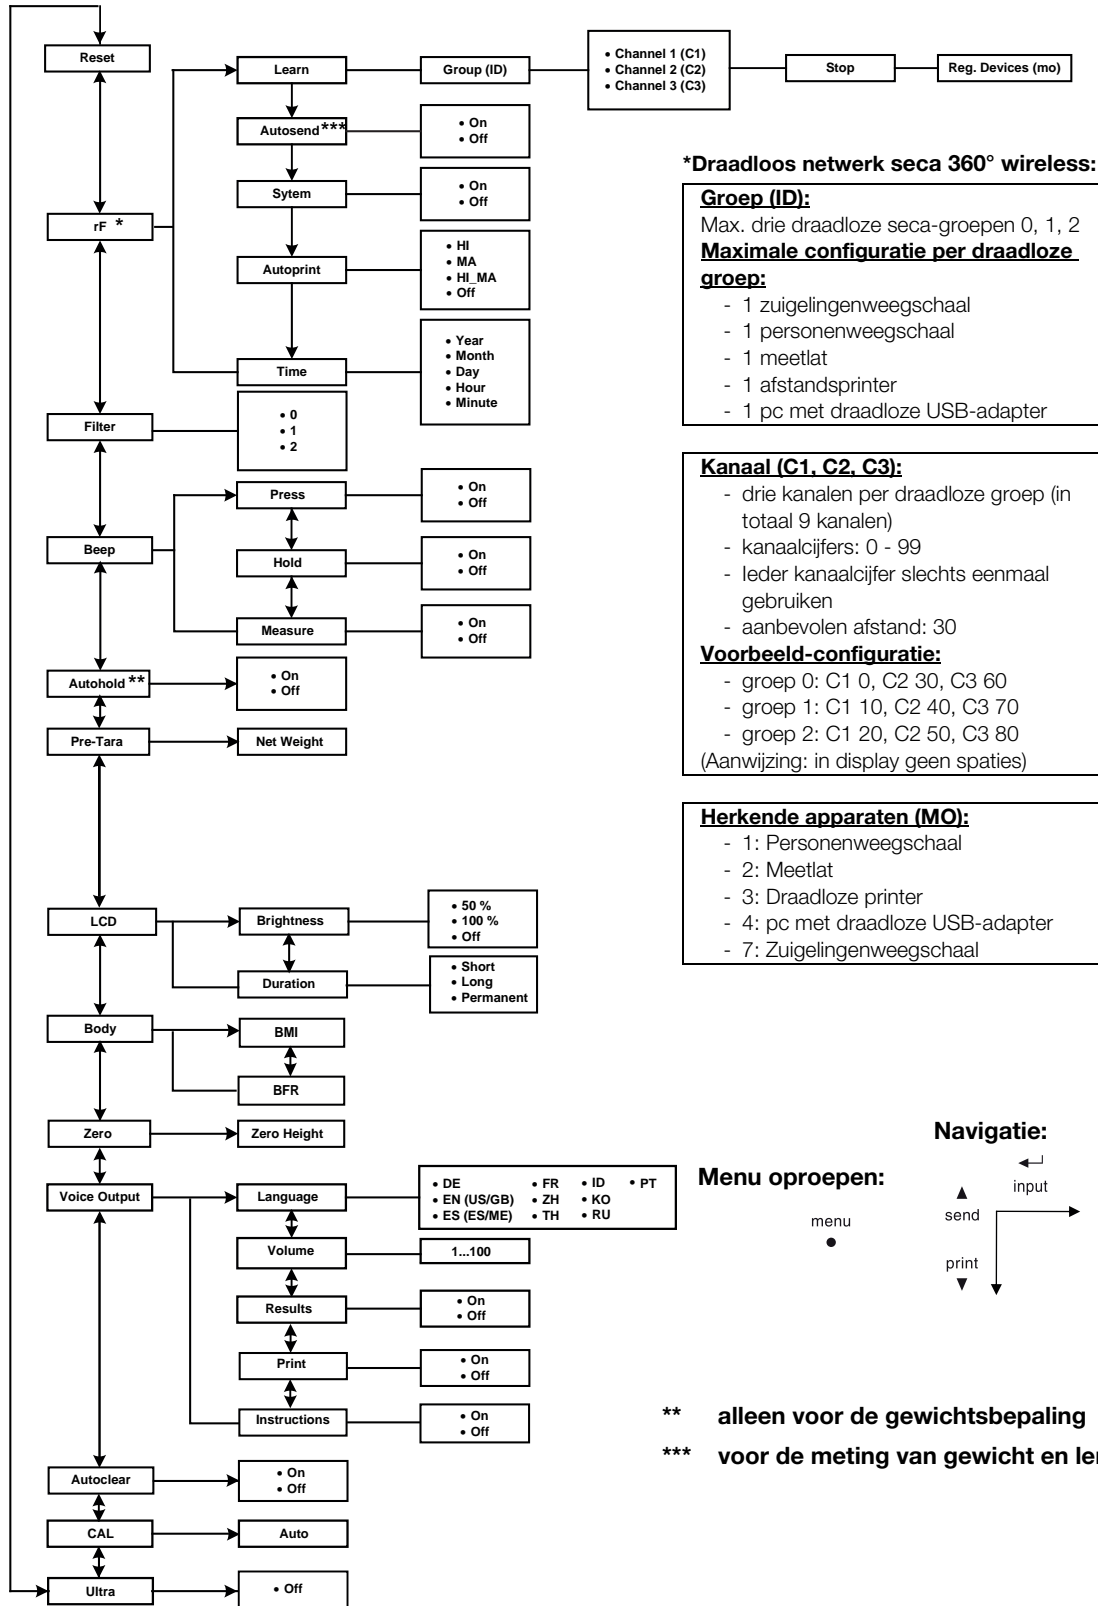 Reset
Learn
Group (ID)
• Channel 1 (C1)
• Channel 2 (C2)
• Channel 3 (C3)
Stop
Reg. Devices (mo)
Autosend***
• On
• Off
Sytem
• On
• Off
rF *
Autoprint
• HI
• MA
• HI_MA
• Off
Time
• Year
• Month
• Day
• Hour
• Minute
Filter
• 0
• 1
• 2
Beep
Press
• On
• Off
Hold
• On
• Off
Measure
• On
• Off
Autohold **
• On
• Off
Pre-Tara
Net Weight
LCD
Brightness
• 50 %
• 100 %
• Off
Duration
• Short
• Long
• Permanent
Body
BMI
BFR
Zero
Zero Height
Voice Output
Language
• DE • FR • ID • PT
• EN (US/GB) • ZH • KO
• ES (ES/ME) • TH • RU
Volume
1...100
Results
• On
• Off
Print
• On
• Off
Instructions
• On
• Off
Autoclear
• On
• Off
CAL
Auto
Ultra
• Off
*Draadloos netwerk seca 360° wireless:
Groep (ID):
Max. drie draadloze seca-groepen 0, 1, 2
Maximale configuratie per draadloze
groep:
- 1 zuigelingenweegschaal
- 1 personenweegschaal
- 1 meetlat
- 1 afstandsprinter
- 1 pc met draadloze USB-adapter
Kanaal (C1, C2, C3):
- drie kanalen per draadloze groep (in
totaal 9 kanalen)
- kanaalcijfers: 0 - 99
- Ieder kanaalcijfer slechts eenmaal
gebruiken
- aanbevolen afstand: 30
Voorbeeld-configuratie:
- groep 0: C1 0, C2 30, C3 60
- groep 1: C1 10, C2 40, C3 70
- groep 2: C1 20, C2 50, C3 80
(Aanwijzing: in display geen spaties)
Herkende apparaten (MO):
- 1: Personenweegschaal
- 2: Meetlat
- 3: Draadloze printer
- 4: pc met draadloze USB-adapter
- 7: Zuigelingenweegschaal
Menu oproepen:
menu
Navigatie:
input
send
print
** alleen voor de gewichtsbepaling
*** voor de meting van gewicht en